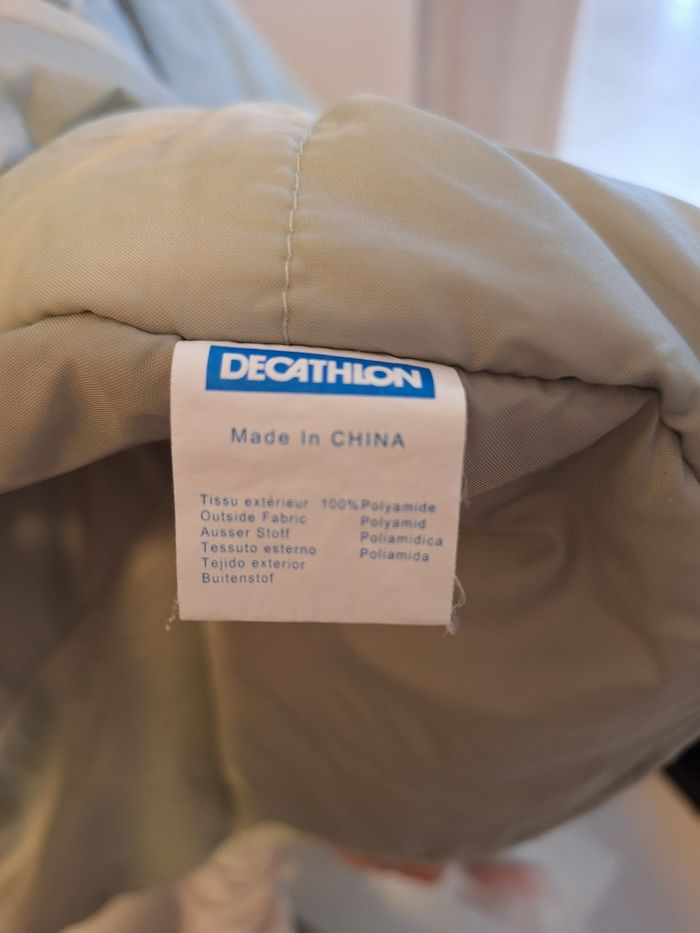 DECATHLON
Made In CHINA
Tissu extérieur 100%Polyamide
Outside Fabric Polyamid
Ausser Stoff Poliamidica
Tessuto esterno Poliamida
Tejido exterior
Buitenstof